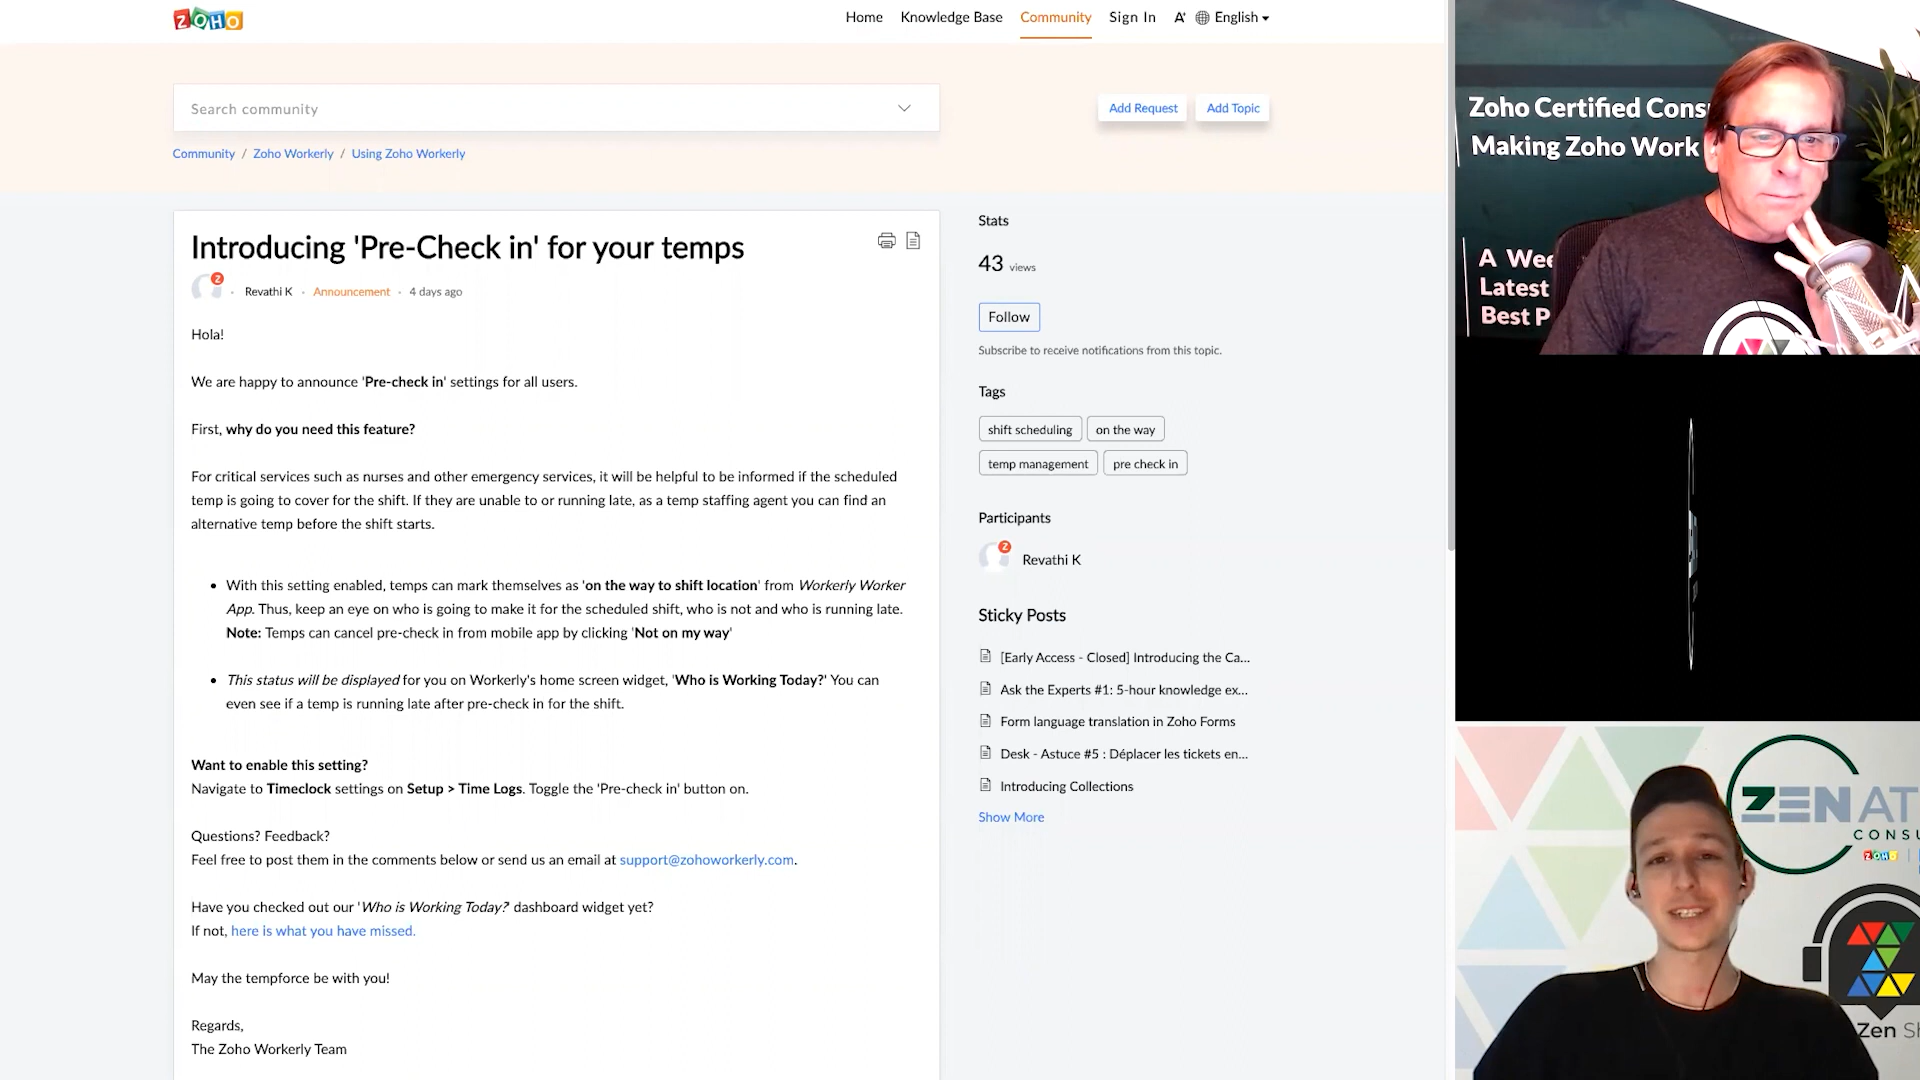 ZOHO
Home Knowledge Base Community Sign In English
Search community
Add Request Add Topic
Community / Zoho Workerly / Using Zoho Workerly
Introducing 'Pre-Check in' for your temps
Z
Revathi K · Announcement · 4 days ago
Hola!
We are happy to announce 'Pre-check in' settings for all users.
First, why do you need this feature?
For critical services such as nurses and other emergency services, it will be helpful to be informed if the scheduled
temp is going to cover for the shift. If they are unable to or running late, as a temp staffing agent you can find an
alternative temp before the shift starts.
With this setting enabled, temps can mark themselves as 'on the way to shift location' from Workerly Worker
App. Thus, keep an eye on who is going to make it for the scheduled shift, who is not and who is running late.
Note: Temps can cancel pre-check in from mobile app by clicking 'Not on my way'
This status will be displayed for you on Workerly's home screen widget, 'Who is Working Today?' You can
even see if a temp is running late after pre-check in for the shift.
Want to enable this setting?
Navigate to Timeclock settings on Setup > Time Logs. Toggle the 'Pre-check in' button on.
Questions? Feedback?
Feel free to post them in the comments below or send us an email at support@zohoworkerly.com.
Have you checked out our 'Who is Working Today?' dashboard widget yet?
If not, here is what you have missed.
May the tempforce be with you!
Regards,
The Zoho Workerly Team
Stats
43 views
Follow
Subscribe to receive notifications from this topic.
Tags
shift scheduling on the way
temp management pre check in
Participants
Z
Revathi K
Sticky Posts
[Early Access - Closed] Introducing the Ca...
Ask the Experts #1: 5-hour knowledge ex...
Form language translation in Zoho Forms
Desk - Astuce #5 : Déplacer les tickets en...
Introducing Collections
Show More
Zoho Certified Cons
Making Zoho Work
A Wee
Latest
Best P
ZENAT
CONSU
ZOHO
Zen Sh